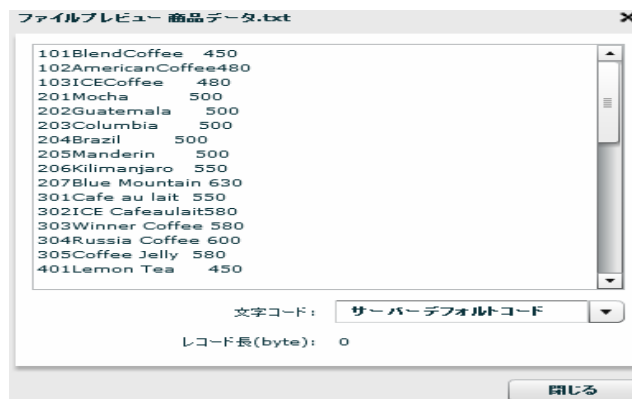 ファイルプレビュー 商品データ.txt
101BlendCoffee   450
102AmericanCoffee480
103ICECoffee     480
201Mocha         500
202Guatemala     500
203Columbia      500
204Brazil        500
205Manderin      500
206Kilimanjaro   550
207Blue Mountain 630
301Cafe au lait  550
302ICE Cafeaulait580
303Winner Coffee 580
304Russia Coffee 600
305Coffee Jelly  580
401Lemon Tea     450
文字コード: サーバーデフォルトコード
レコード長(byte): 0
閉じる